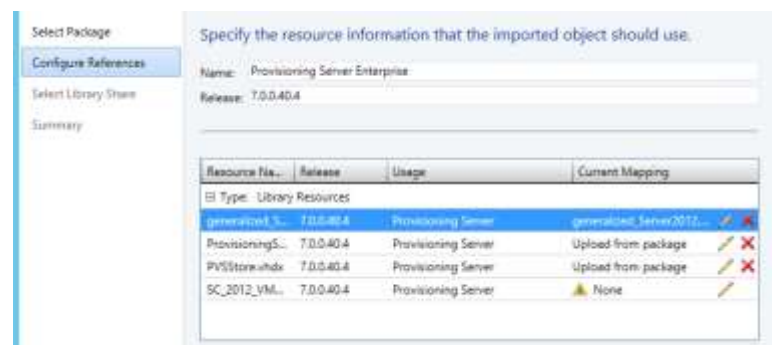 Select Package
Configure References
Select Library Share
Summary
Specify the resource information that the imported object should use.
Name: Provisioning Server Enterprise
Release: 7.0.0.40.4
Resource Na... Release Usage Current Mapping
Type: Library Resources
generalized_S... 7.0.0.40.4 Provisioning Server generalized_Server2012...
ProvisioningS... 7.0.0.40.4 Provisioning Server Upload from package
PVSStore.vhdx 7.0.0.40.4 Provisioning Server Upload from package
SC_2012_VM... 7.0.0.40.4 Provisioning Server None